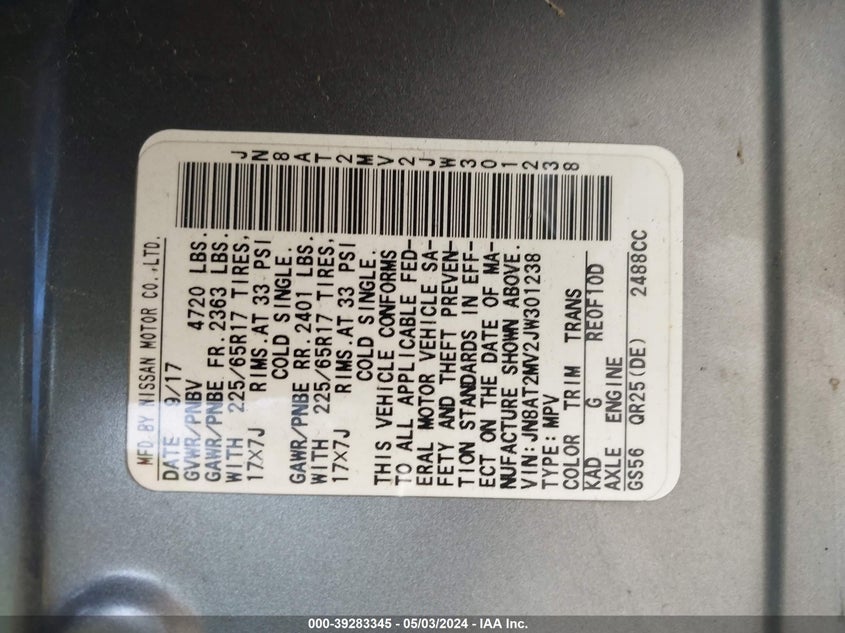 MFD BY NISSAN MOTOR CO.,LTD.
DATE 9/17
GVWR/PNBV 4720 LBS.
GAWR/PNBE FR.2363 LBS.
WITH 225/65R17 TIRES,
17X7J RIMS.AT 33 PSI
COLD SINGLE.
GAWR/PNBE RR.2401 LBS.
WITH 225/65R17 TIRES,
17X7J RIMS.AT 33 PSI
COLD SINGLE.
THIS VEHICLE CONFORMS
TO ALL APPLICABLE FED-
ERAL MOTOR VEHICLE SA-
FETY AND THEFT PREVEN-
TION STANDARDS IN EFF-
ECT ON THE DATE OF MA-
NUFACTURE SHOWN ABOVE.
VIN:JN8AT2MV2JW301238
TYPE:MPV
COLOR TRIM TRANS
KAD G RE0F10D
AXLE ENGINE
GS56 QR25(DE) 2488CC
JN8AT2MV2JW301238
000-39283345 - 05/03/2024 - IAA Inc.